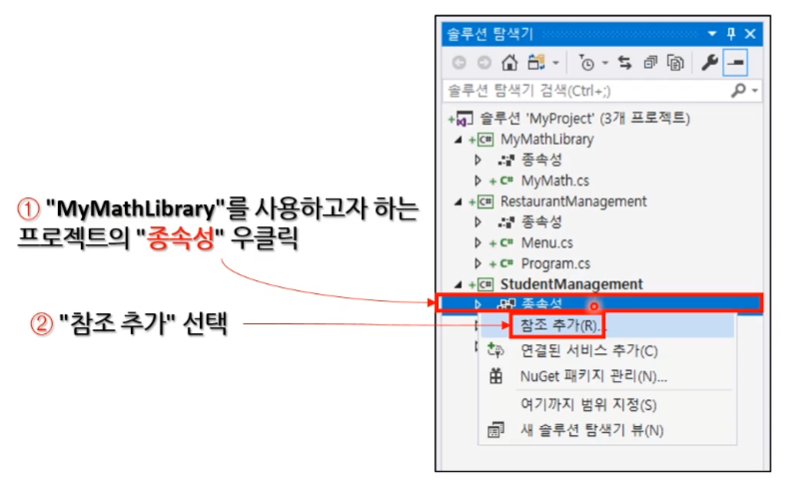 ① "MyMathLibrary"를 사용하고자 하는
프로젝트의 "종속성" 우클릭
② "참조 추가" 선택
솔루션 탐색기
솔루션 탐색기 검색(Ctrl+;)
솔루션 'MyProject' (3개 프로젝트)
C# MyMathLibrary
종속성
C# MyMath.cs
C# RestaurantManagement
종속성
C# Menu.cs
C# Program.cs
C# StudentManagement
종속성
참조 추가(R)...
연결된 서비스 추가(C)
NuGet 패키지 관리(N)...
여기까지 범위 지정(S)
새 솔루션 탐색기 뷰(N)